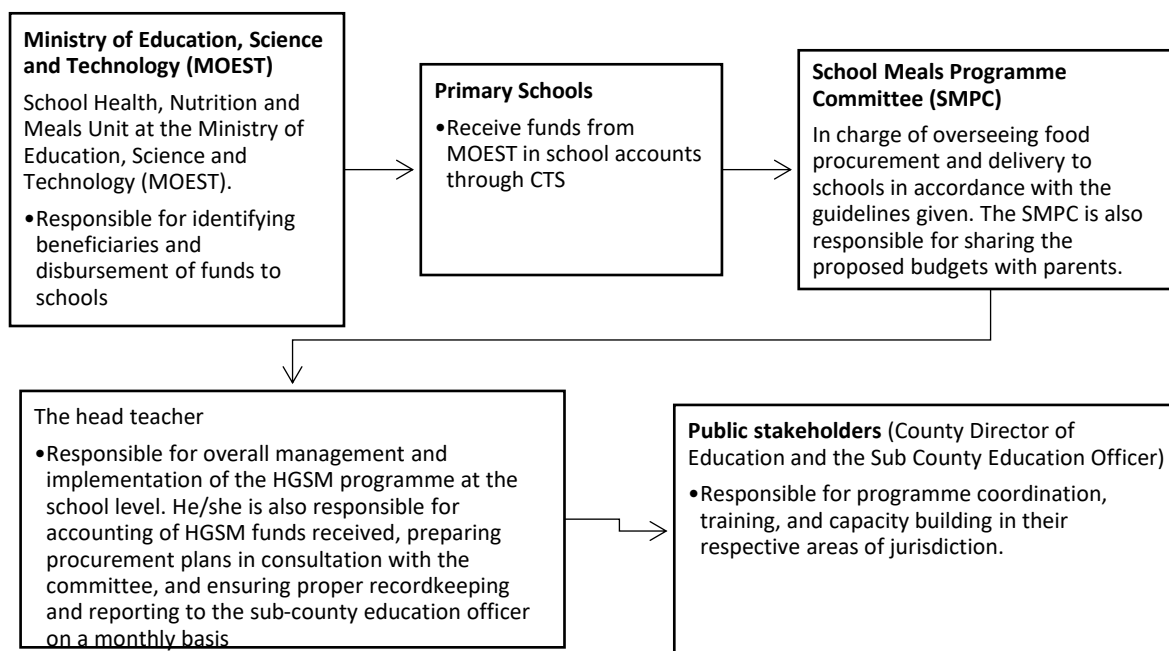 Ministry of Education, Science
and Technology (MOEST)
School Health, Nutrition and
Meals Unit at the Ministry of
Education, Science and
Technology (MOEST).
•Responsible for identifying
beneficiaries and
disbursement of funds to
schools
Primary Schools
•Receive funds from
MOEST in school accounts
through CTS
School Meals Programme
Committee (SMPC)
In charge of overseeing food
procurement and delivery to
schools in accordance with the
guidelines given. The SMPC is also
responsible for sharing the
proposed budgets with parents.
The head teacher
•Responsible for overall management and
implementation of the HGSM programme at the
school level. He/she is also responsible for
accounting of HGSM funds received, preparing
procurement plans in consultation with the
committee, and ensuring proper recordkeeping
and reporting to the sub-county education officer
on a monthly basis
Public stakeholders (County Director of
Education and the Sub County Education Officer)
•Responsible for programme coordination,
training, and capacity building in their
respective areas of jurisdiction.